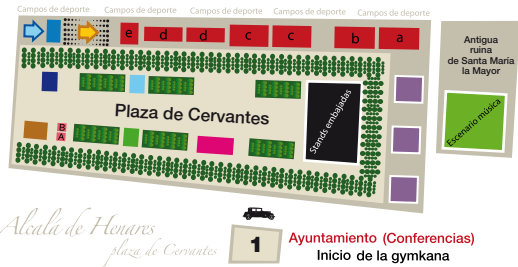 Campos de deporte Campos de deporte Campos de deporte Campos de deporte Campos de deporte
e d d c c b a
Antigua
ruina
de Santa María
la Mayor
Plaza de Cervantes
Stands embajadas
Escenario música
B
A
Alcalá de Henares
plaza de Cervantes
1
Ayuntamiento (Conferencias)
Inicio de la gymkana